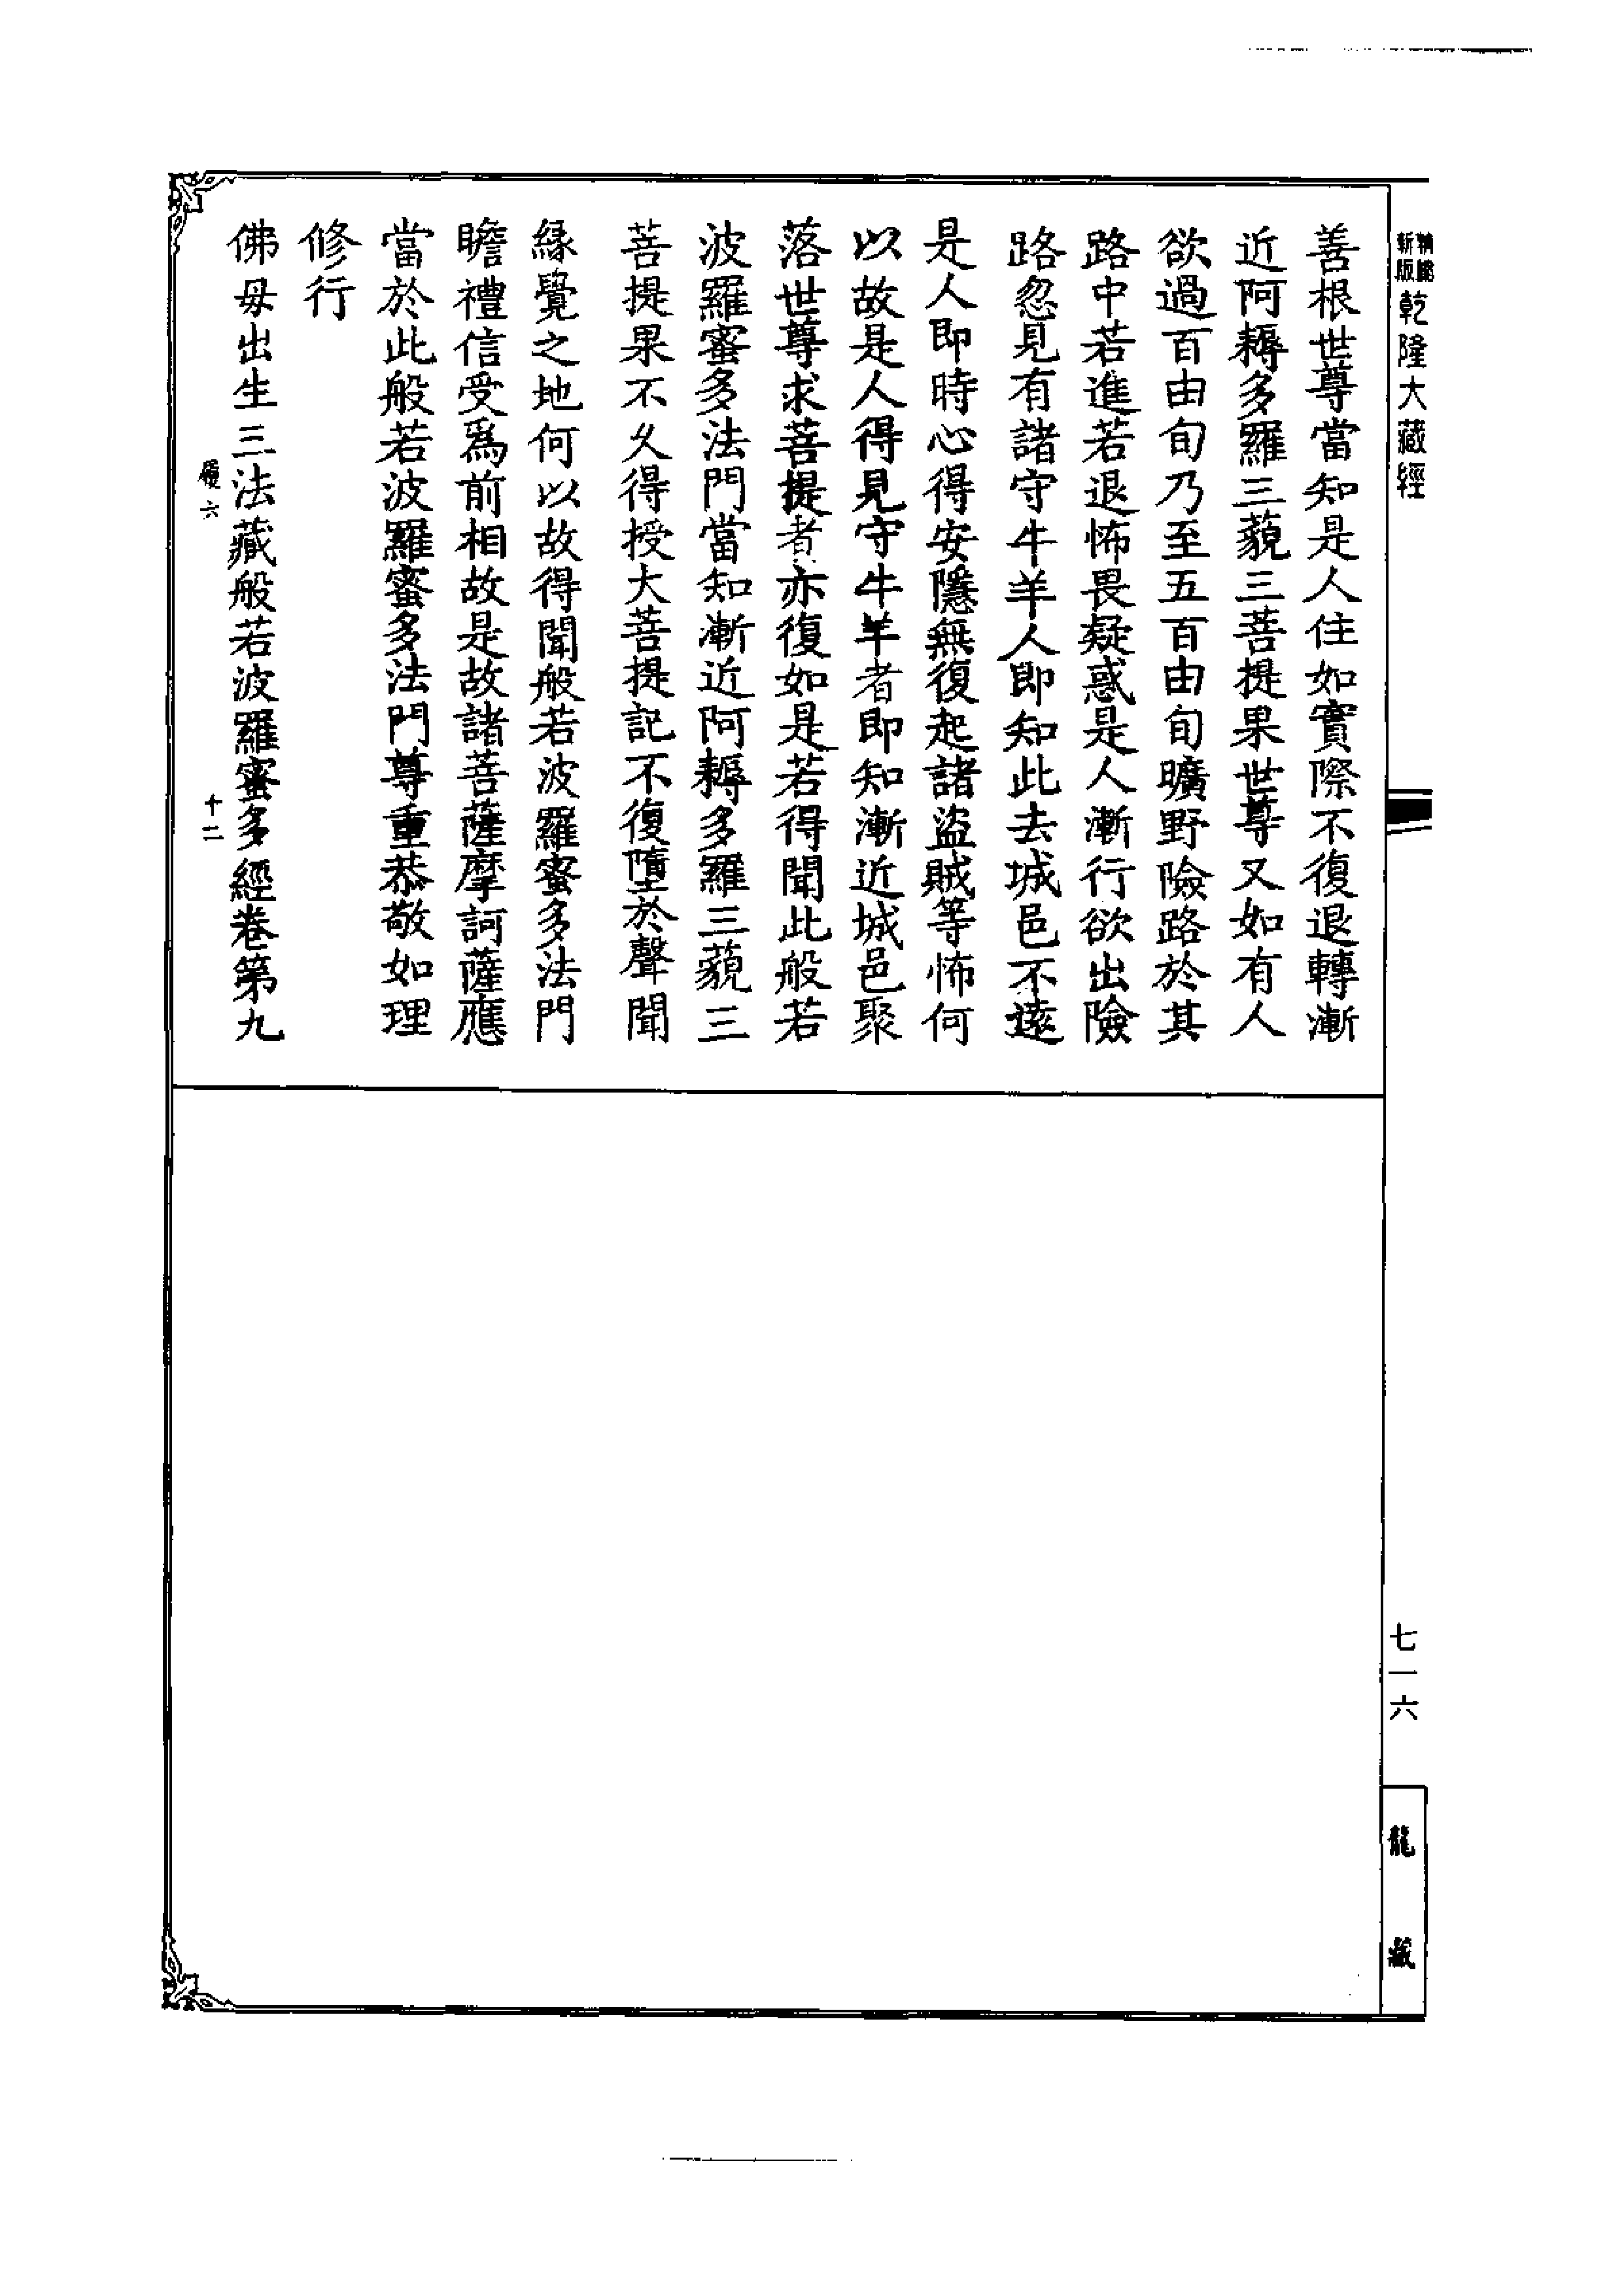 乾隆大藏經
善根世尊當知是人住如實際不復退轉漸
近阿耨多羅三藐三菩提果世尊又如有人
欲過百由旬乃至五百由旬曠野險路於其
路中若進若退怖畏疑惑是人漸行欲出險
路忽見有諸守牛羊人即知此去城邑不遠
是人即時心得安隱無復起諸盜賊等怖何
以故是人得見守牛羊者即知漸近城邑聚
落世尊求菩提者亦復如是若得聞此般若
波羅蜜多法門當知漸近阿耨多羅三藐三
菩提果不久得授大菩提記不復墮於聲聞
緣覺之地何以故得聞般若波羅蜜多法門
瞻禮信受爲前相故是故諸菩薩摩訶薩應
當於此般若波羅蜜多法門尊重恭敬如理
修行
佛母出生三法藏般若波羅蜜多經卷第九
履六 十二
七一六
龍藏